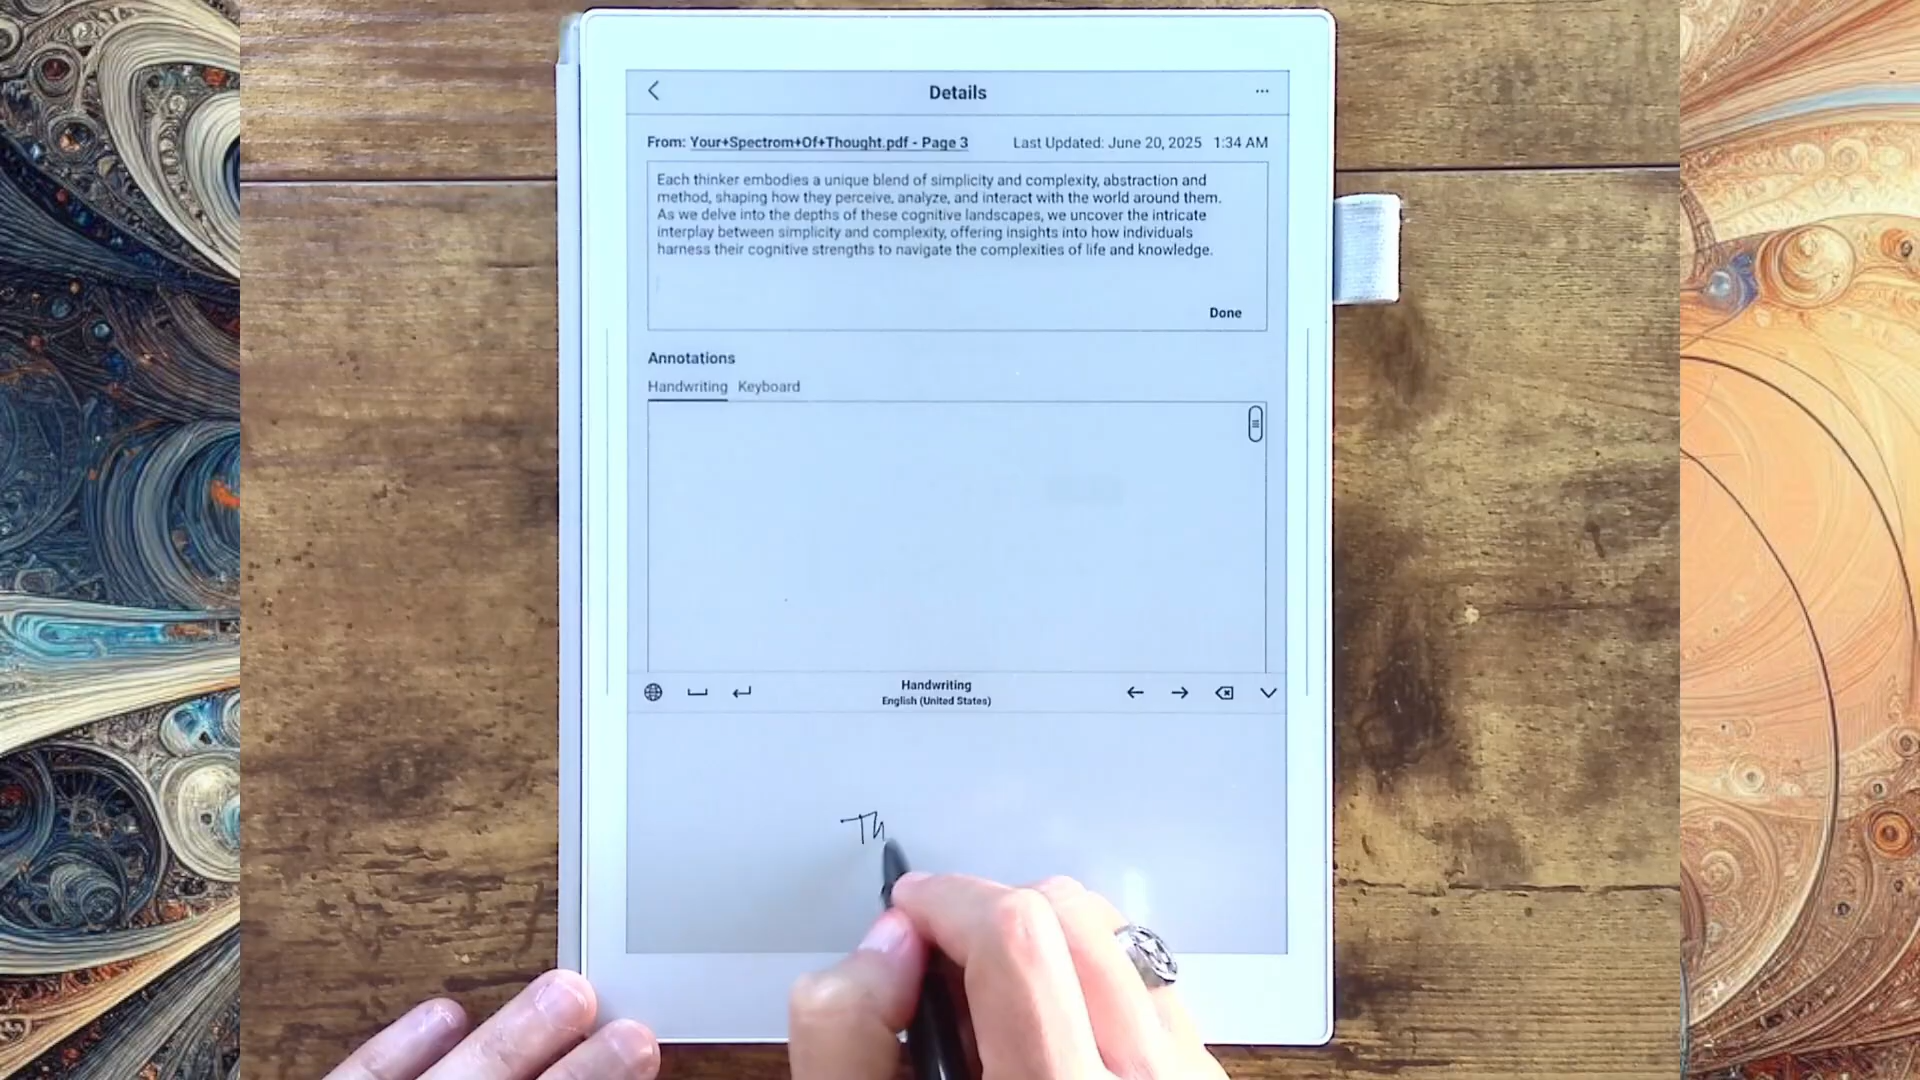 Details
From: Your+Spectrom+Of+Thought.pdf - Page 3 Last Updated: June 20, 2025 1:34 AM
Each thinker embodies a unique blend of simplicity and complexity, abstraction and
method, shaping how they perceive, analyze, and interact with the world around them.
As we delve into the depths of these cognitive landscapes, we uncover the intricate
interplay between simplicity and complexity, offering insights into how individuals
harness their cognitive strengths to navigate the complexities of life and knowledge.
Done
Annotations
Handwriting Keyboard
Handwriting
English (United States)
Th